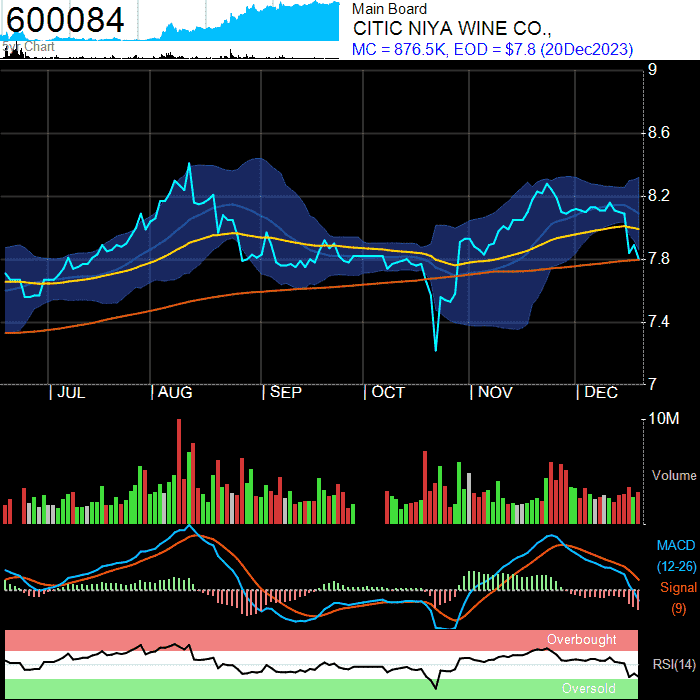 600084
5yr Chart
Main Board
CITIC NIYA WINE CO.,
MC = 876.5K, EOD = $7.8 (20Dec2023)
9
8.6
8.2
7.8
7.4
7
| JUL | AUG | SEP | OCT | NOV | DEC
10M
Volume
MACD
(12-26)
Signal
(9)
Overbought
RSI(14)
Oversold